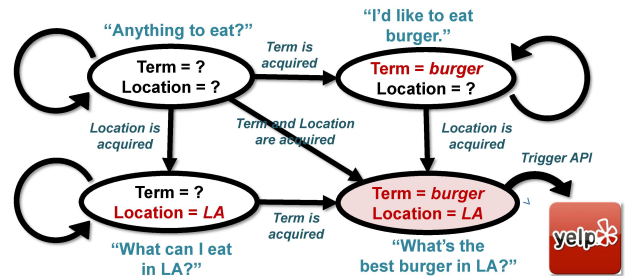 “Anything to eat?”
“I’d like to eat
burger.”
Term is
acquired
Term = ?
Location = ?
Term = burger
Location = ?
Location is
acquired
Term and Location
are acquired
Location is
acquired
Trigger API
Term = ?
Location = LA
Term is
acquired
Term = burger
Location = LA
yelp
“What can I eat
in LA?”
“What’s the
best burger in LA?”